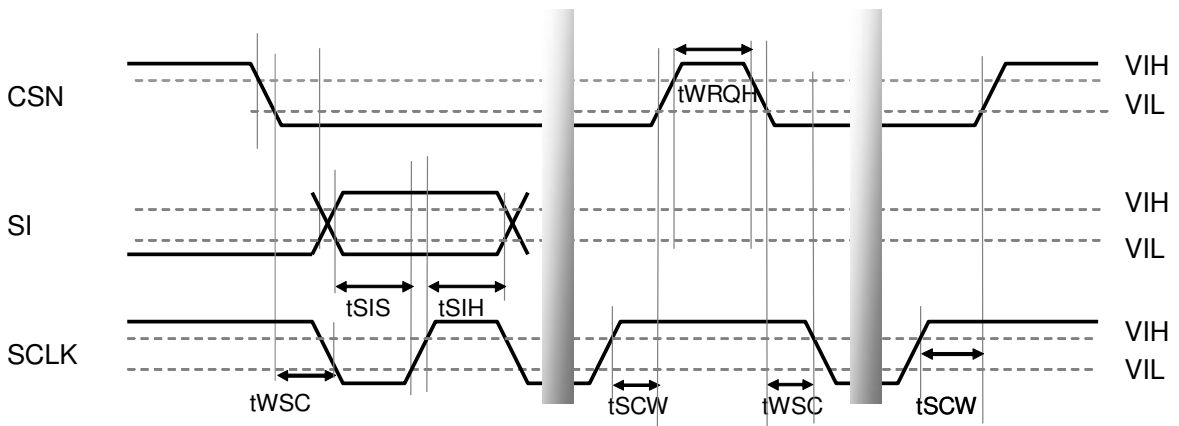 CSN
tWRQH
VIH
VIL
SI
VIH
VIL
tSIS
tSIH
SCLK
VIH
VIL
tWSC
tSCW
tWSC
tSCW